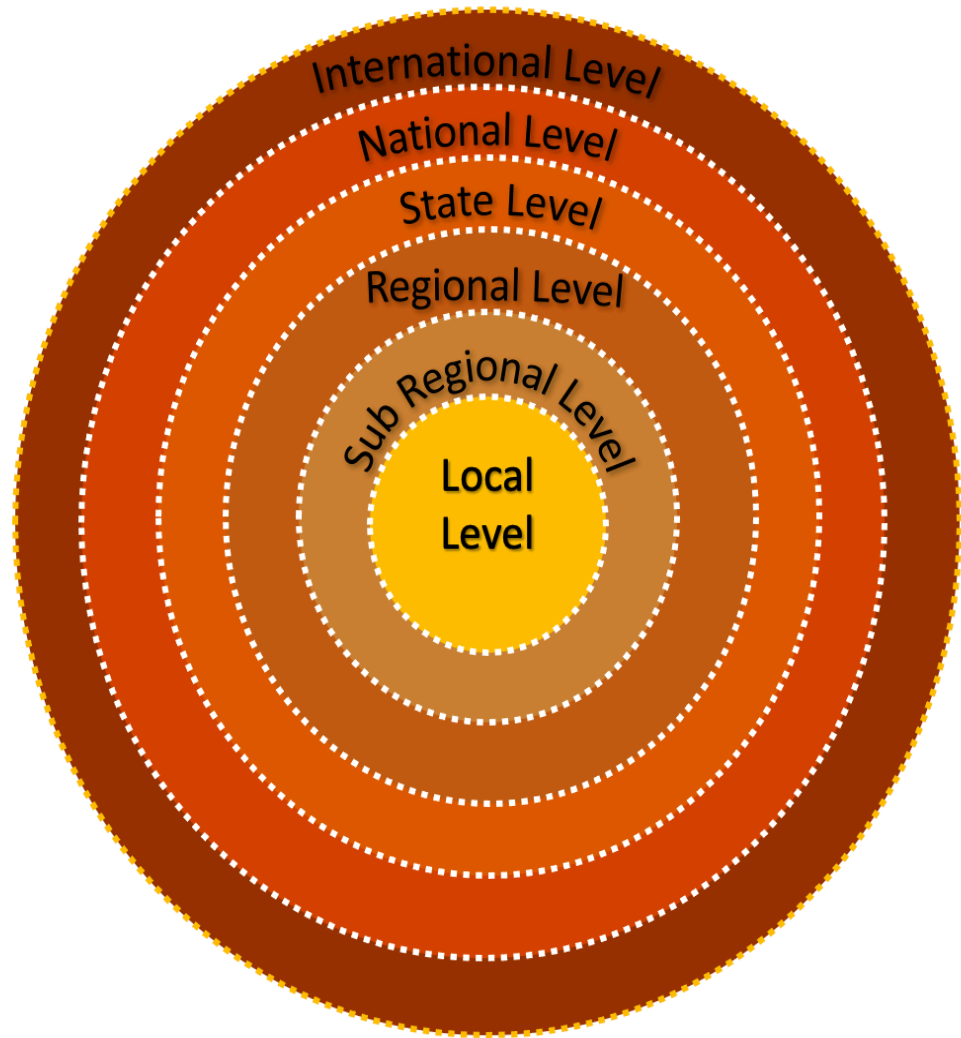 International Level
National Level
State Level
Regional Level
Sub Regional Level
Local
Level